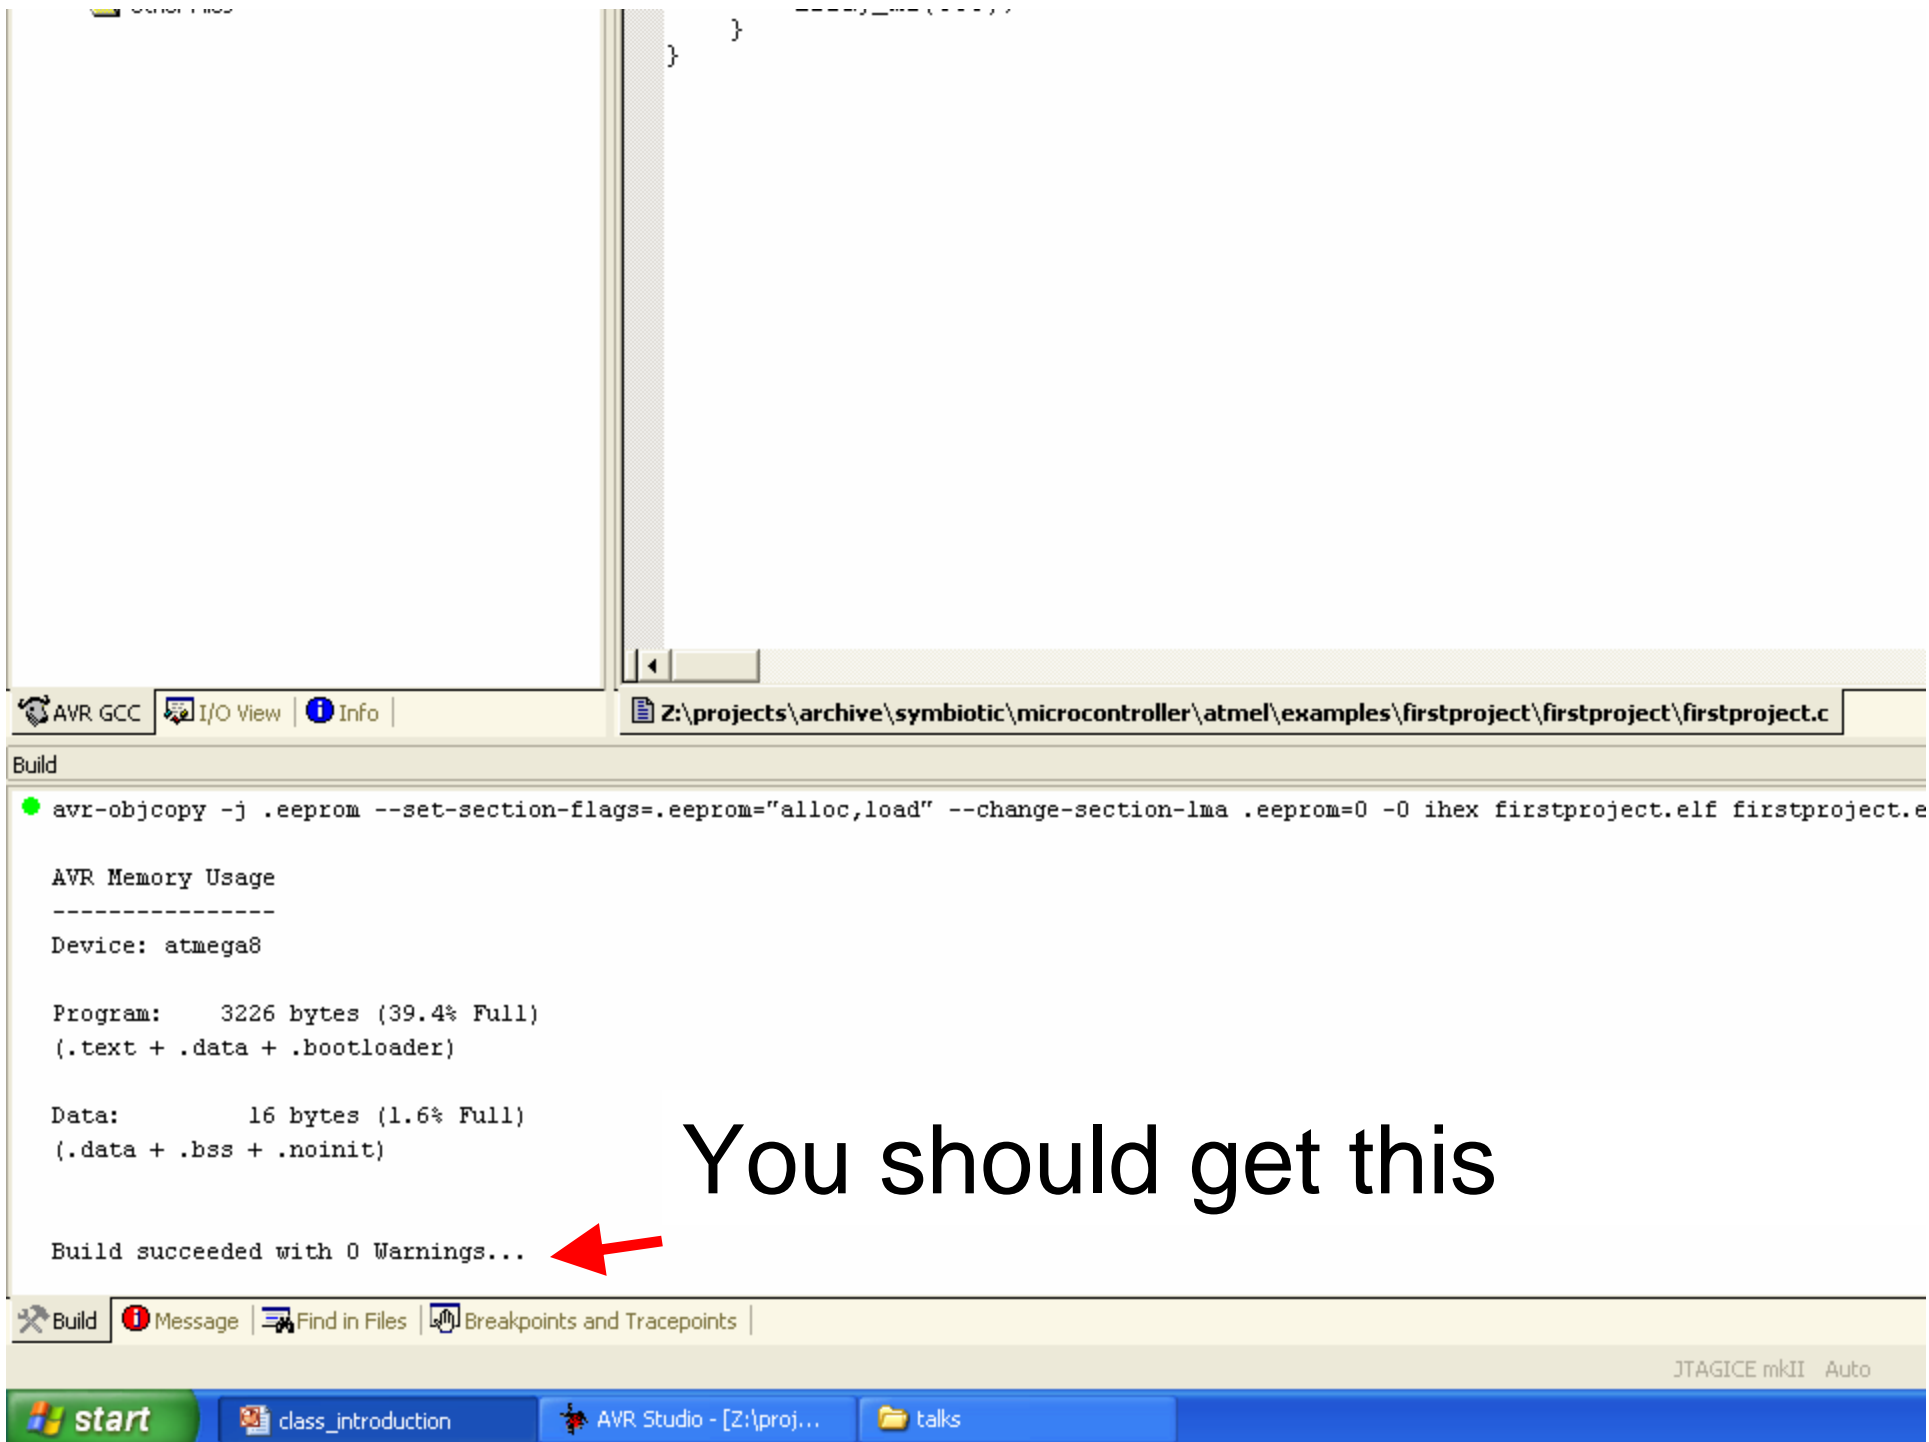 }
}
AVR GCC
I/O View
Info
Z:\projects\archive\symbiotic\microcontroller\atmel\examples\firstproject\firstproject\firstproject.c
Build
avr-objcopy -j .eeprom --set-section-flags=.eeprom="alloc,load" --change-section-lma .eeprom=0 -O ihex firstproject.elf firstproject.e
AVR Memory Usage
----------------
Device: atmega8
Program:    3226 bytes (39.4% Full)
(.text + .data + .bootloader)
Data:         16 bytes (1.6% Full)
(.data + .bss + .noinit)
You should get this
Build succeeded with 0 Warnings...
Build
Message
Find in Files
Breakpoints and Tracepoints
JTAGICE mkII Auto
start
class_introduction
AVR Studio - [Z:\proj...
talks